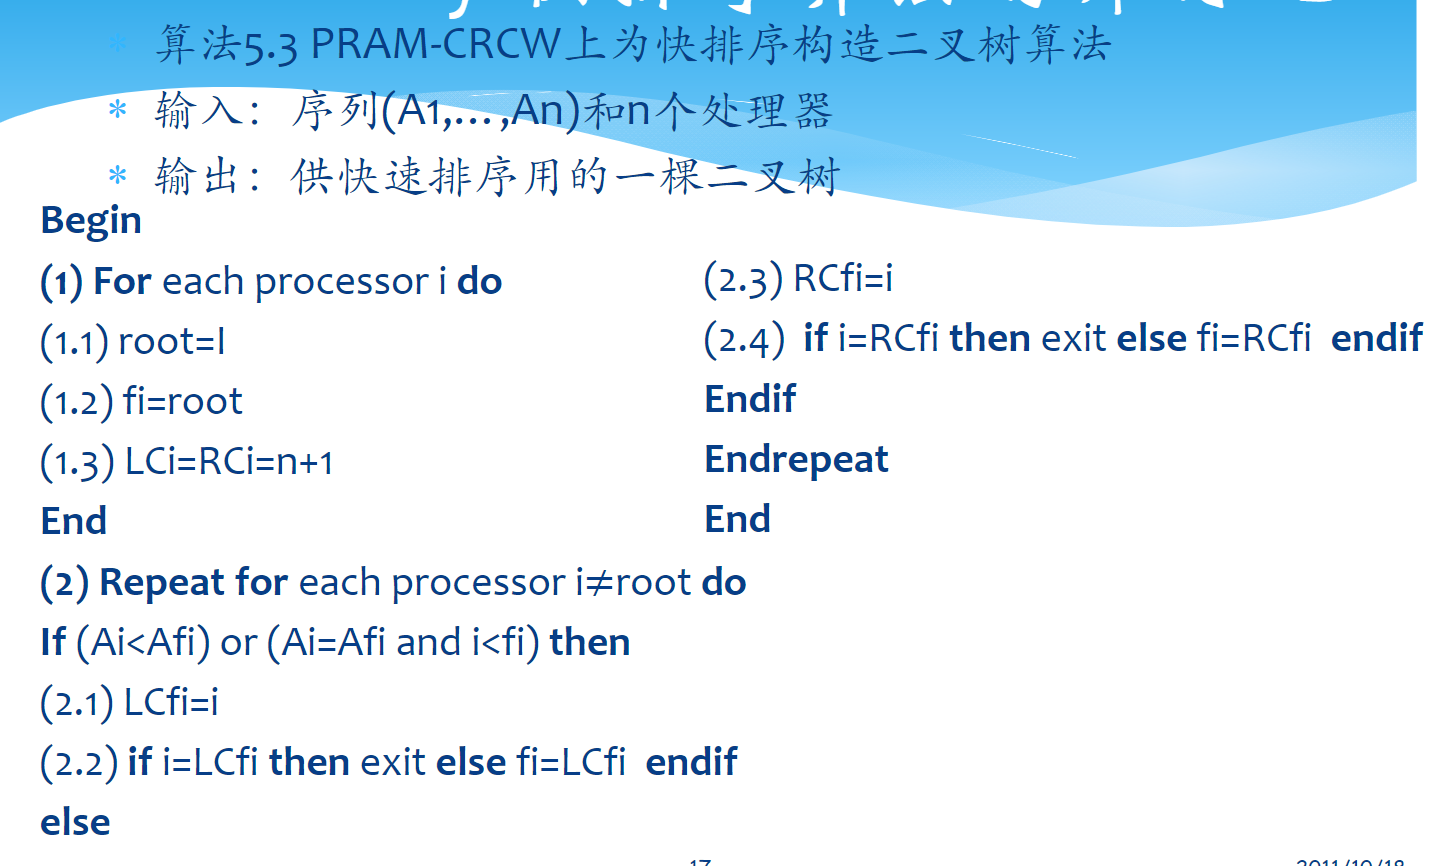 算法5.3 PRAM-CRCW上为快排序构造二叉树算法
输入：序列(A1,...,An)和n个处理器
输出：供快速排序用的一棵二叉树
Begin
(1) For each processor i do
(1.1) root=I
(1.2) fi=root
(1.3) LCi=RCi=n+1
End
(2) Repeat for each processor i≠root do
If (Ai<Afi) or (Ai=Afi and i<fi) then
(2.1) LCfi=i
(2.2) if i=LCfi then exit else fi=LCfi endif
else
(2.3) RCfi=i
(2.4) if i=RCfi then exit else fi=RCfi endif
Endif
Endrepeat
End
17
2011/10/18